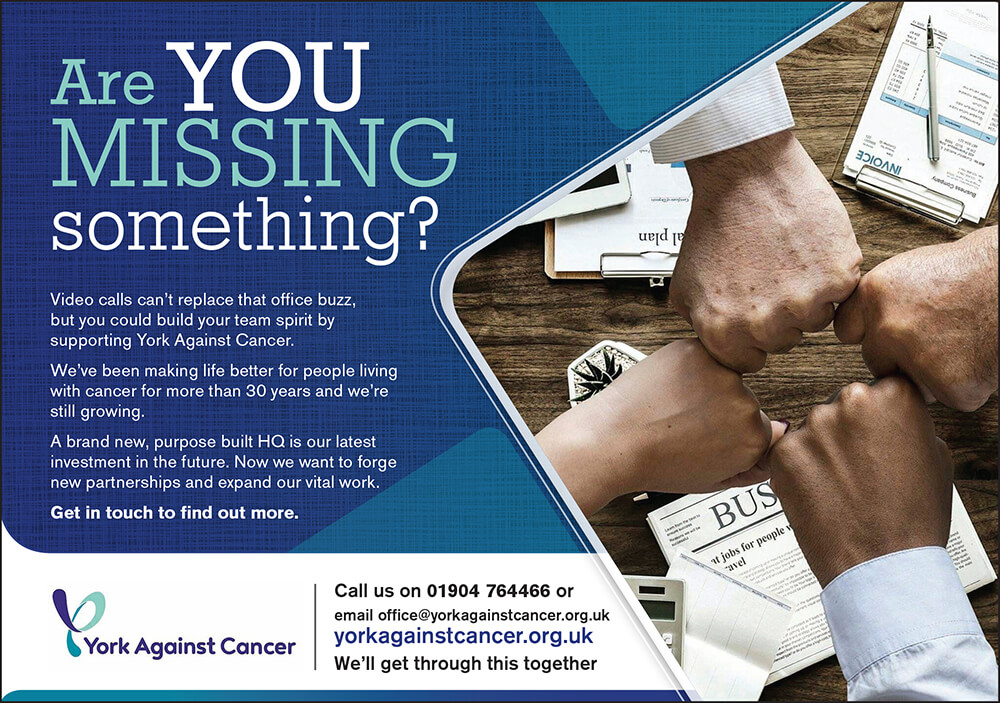 Are YOU
MISSING
something?
Video calls can’t replace that office buzz,
but you could build your team spirit by
supporting York Against Cancer.
We’ve been making life better for people living
with cancer for more than 30 years and we’re
still growing.
A brand new, purpose built HQ is our latest
investment in the future. Now we want to forge
new partnerships and expand our vital work.
Get in touch to find out more.
York Against Cancer
Call us on 01904 764466 or
email office@yorkagainstcancer.org.uk
yorkagainstcancer.org.uk
We’ll get through this together
INVOICE
Business Company
al plan
BUS
t jobs for people
avel